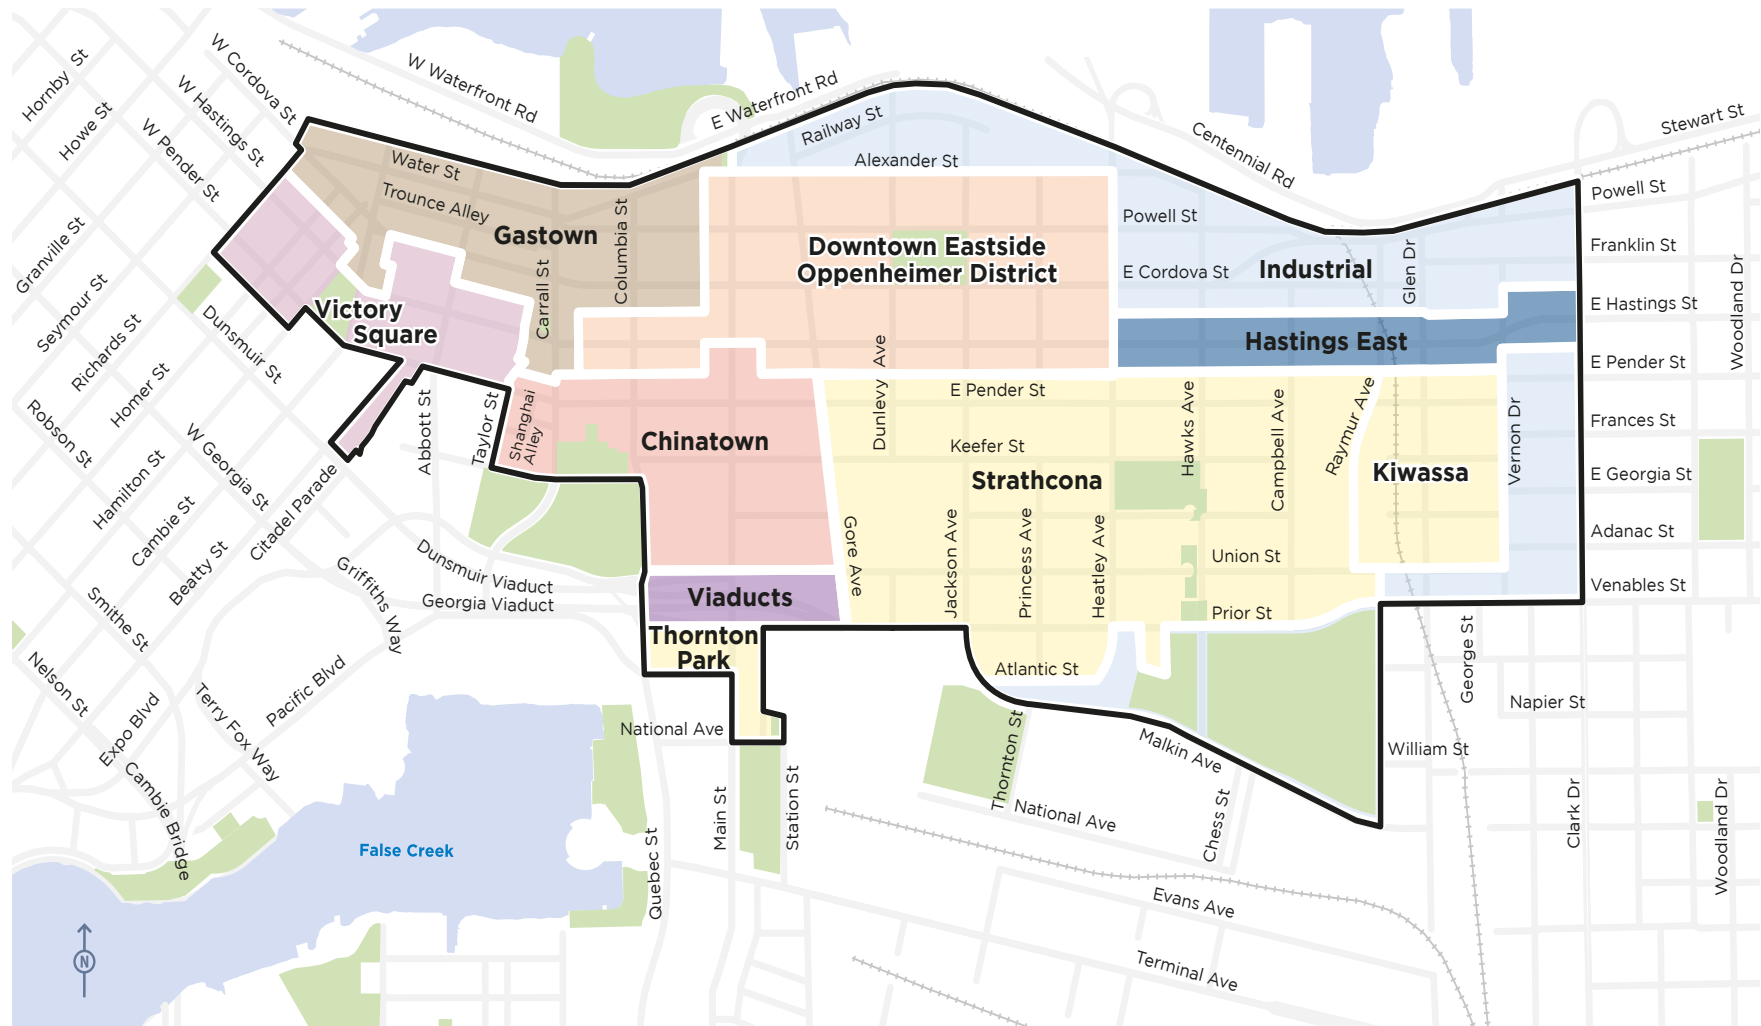 Hornby St
Howe St
W Cordova St
W Hastings St
W Pender St
W Waterfront Rd
E Waterfront Rd
Railway St
Alexander St
Centennial Rd
Stewart St
Powell St
Franklin St
E Hastings St
E Pender St
Frances St
E Georgia St
Adanac St
Venables St
Woodland Dr
Water St
Trounce Alley
Gastown
Columbia St
Carrall St
Downtown Eastside
Oppenheimer District
Powell St
E Cordova St
Industrial
Glen Dr
Hastings East
Granville St
Seymour St
Richards St
Homer St
Robson St
Hamilton St
Cambie St
Beatty St
Citadel Parade
Dunsmuir St
W Georgia St
Victory
Square
Abbott St
Taylor St
Shanghai
Alley
Chinatown
Dunlevy Ave
E Pender St
Keefer St
Strathcona
Hawks Ave
Campbell Ave
Raymur Ave
Kiwassa
Vernon Dr
Gore Ave
Jackson Ave
Princess Ave
Heatley Ave
Union St
Prior St
Atlantic St
Dunsmuir Viaduct
Georgia Viaduct
Griffiths Way
Viaducts
Thornton
Park
Smithe St
Nelson St
Expo Blvd
Terry Fox Way
Pacific Blvd
Cambie Bridge
National Ave
Main St
Station St
Quebec St
False Creek
Thornton St
National Ave
Malkin Ave
Chess St
William St
George St
Napier St
Clark Dr
Woodland Dr
Evans Ave
Terminal Ave
N